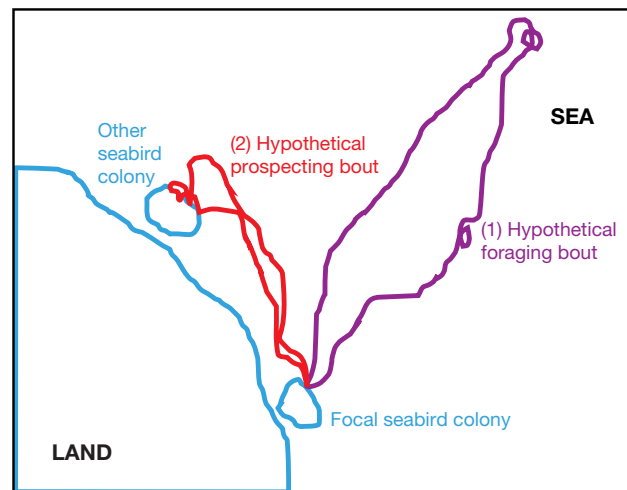 SEA
Other
seabird
colony
(2) Hypothetical
prospecting bout
(1) Hypothetical
foraging bout
Focal seabird colony
LAND